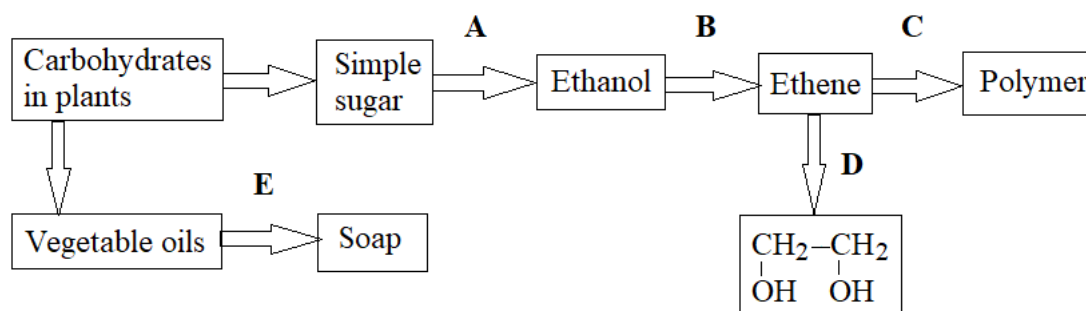 A
B
C
Carbohydrates
in plants
Simple
sugar
Ethanol
Ethene
Polymer
D
E
Vegetable oils
Soap
CH₂–CH₂
OH OH